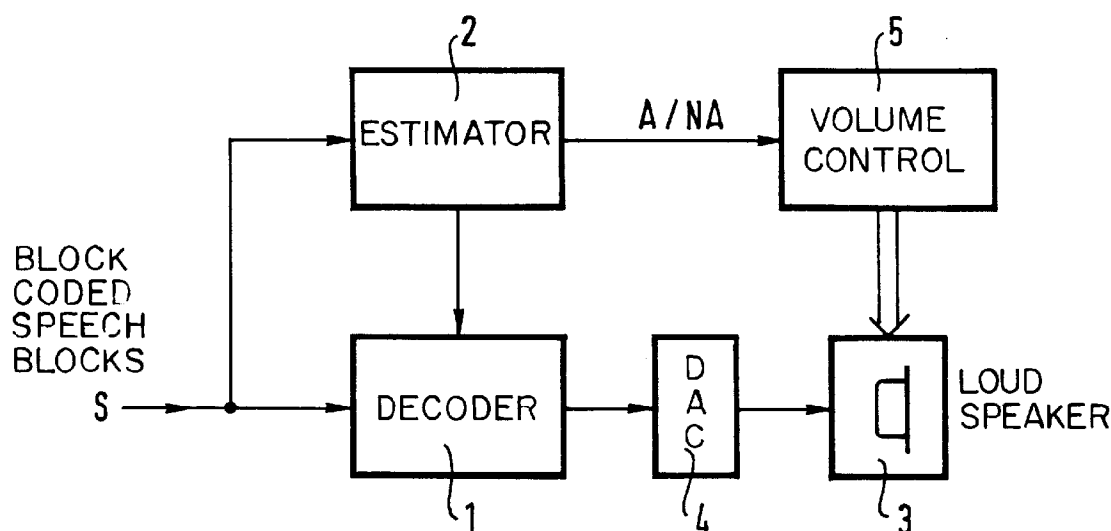 2
5
ESTIMATOR
A/NA
VOLUME
CONTROL
BLOCK
CODED
SPEECH
BLOCKS
S
DECODER
D
A
C
LOUD
SPEAKER
1
4
3